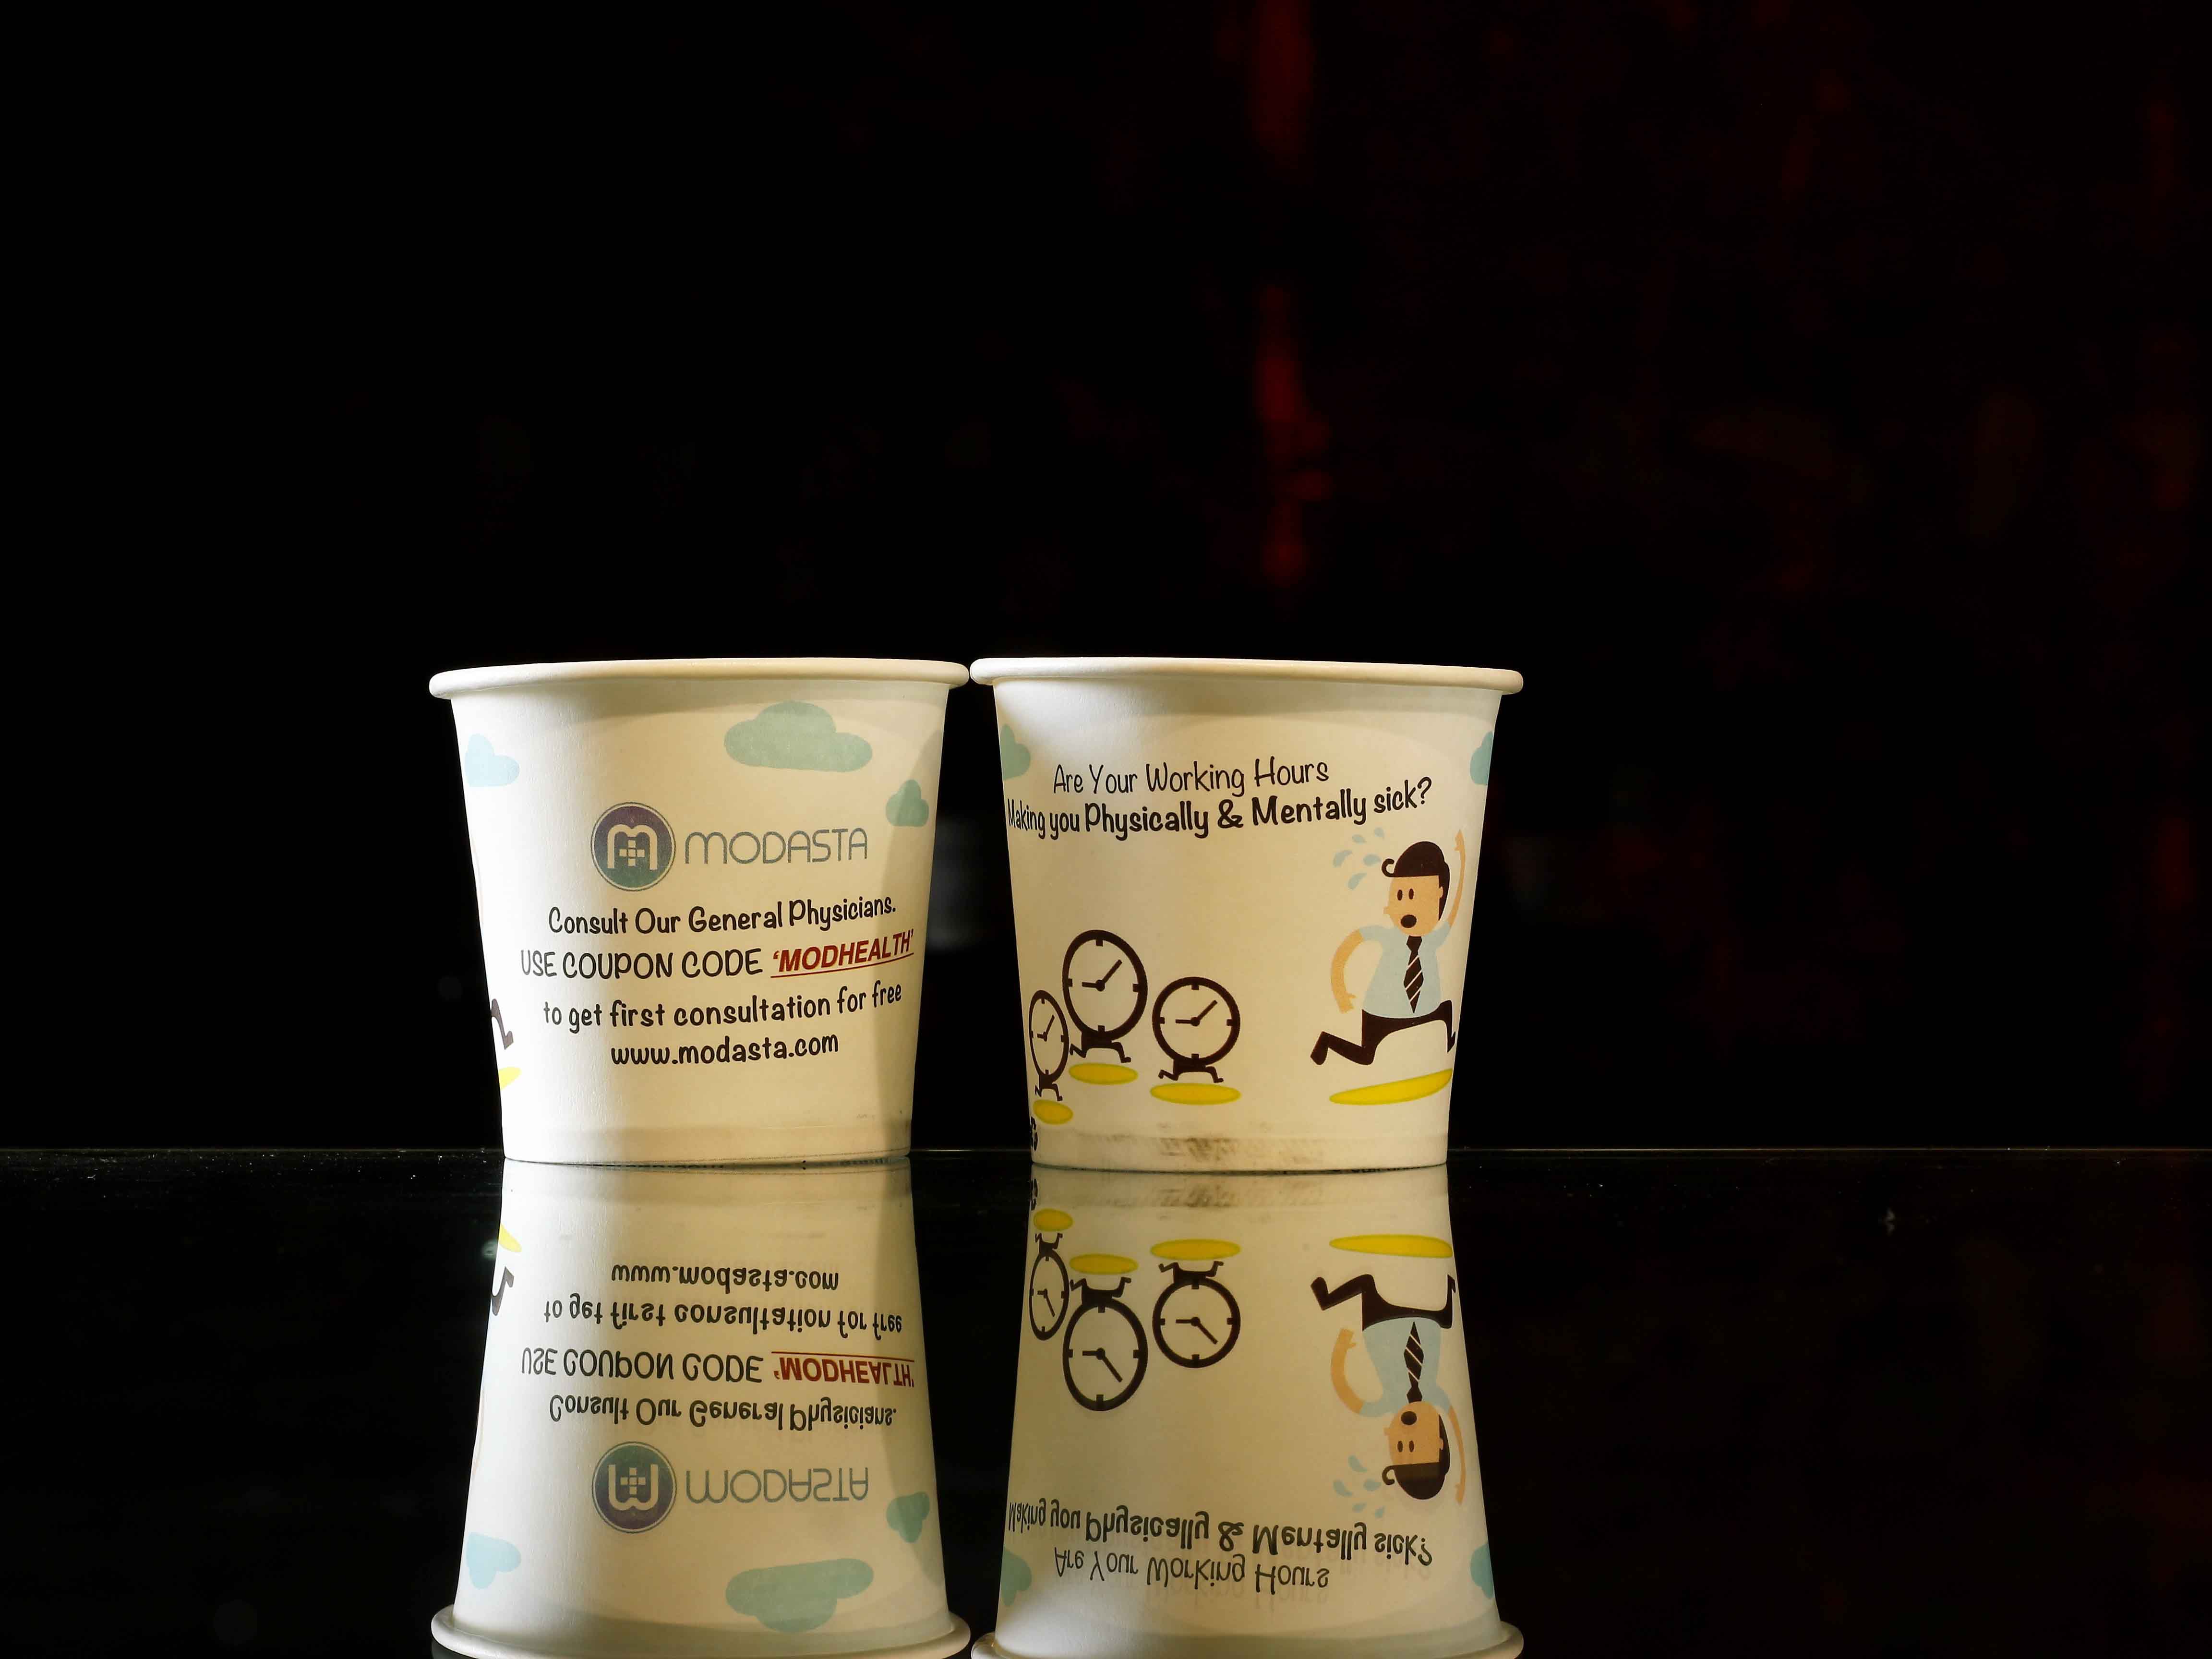 MODASTA
Consult Our General Physicians.
USE COUPON CODE 'MODHEALTH'
to get first consultation for free
www.modasta.com
Are Your Working Hours
Making you Physically & Mentally sick?